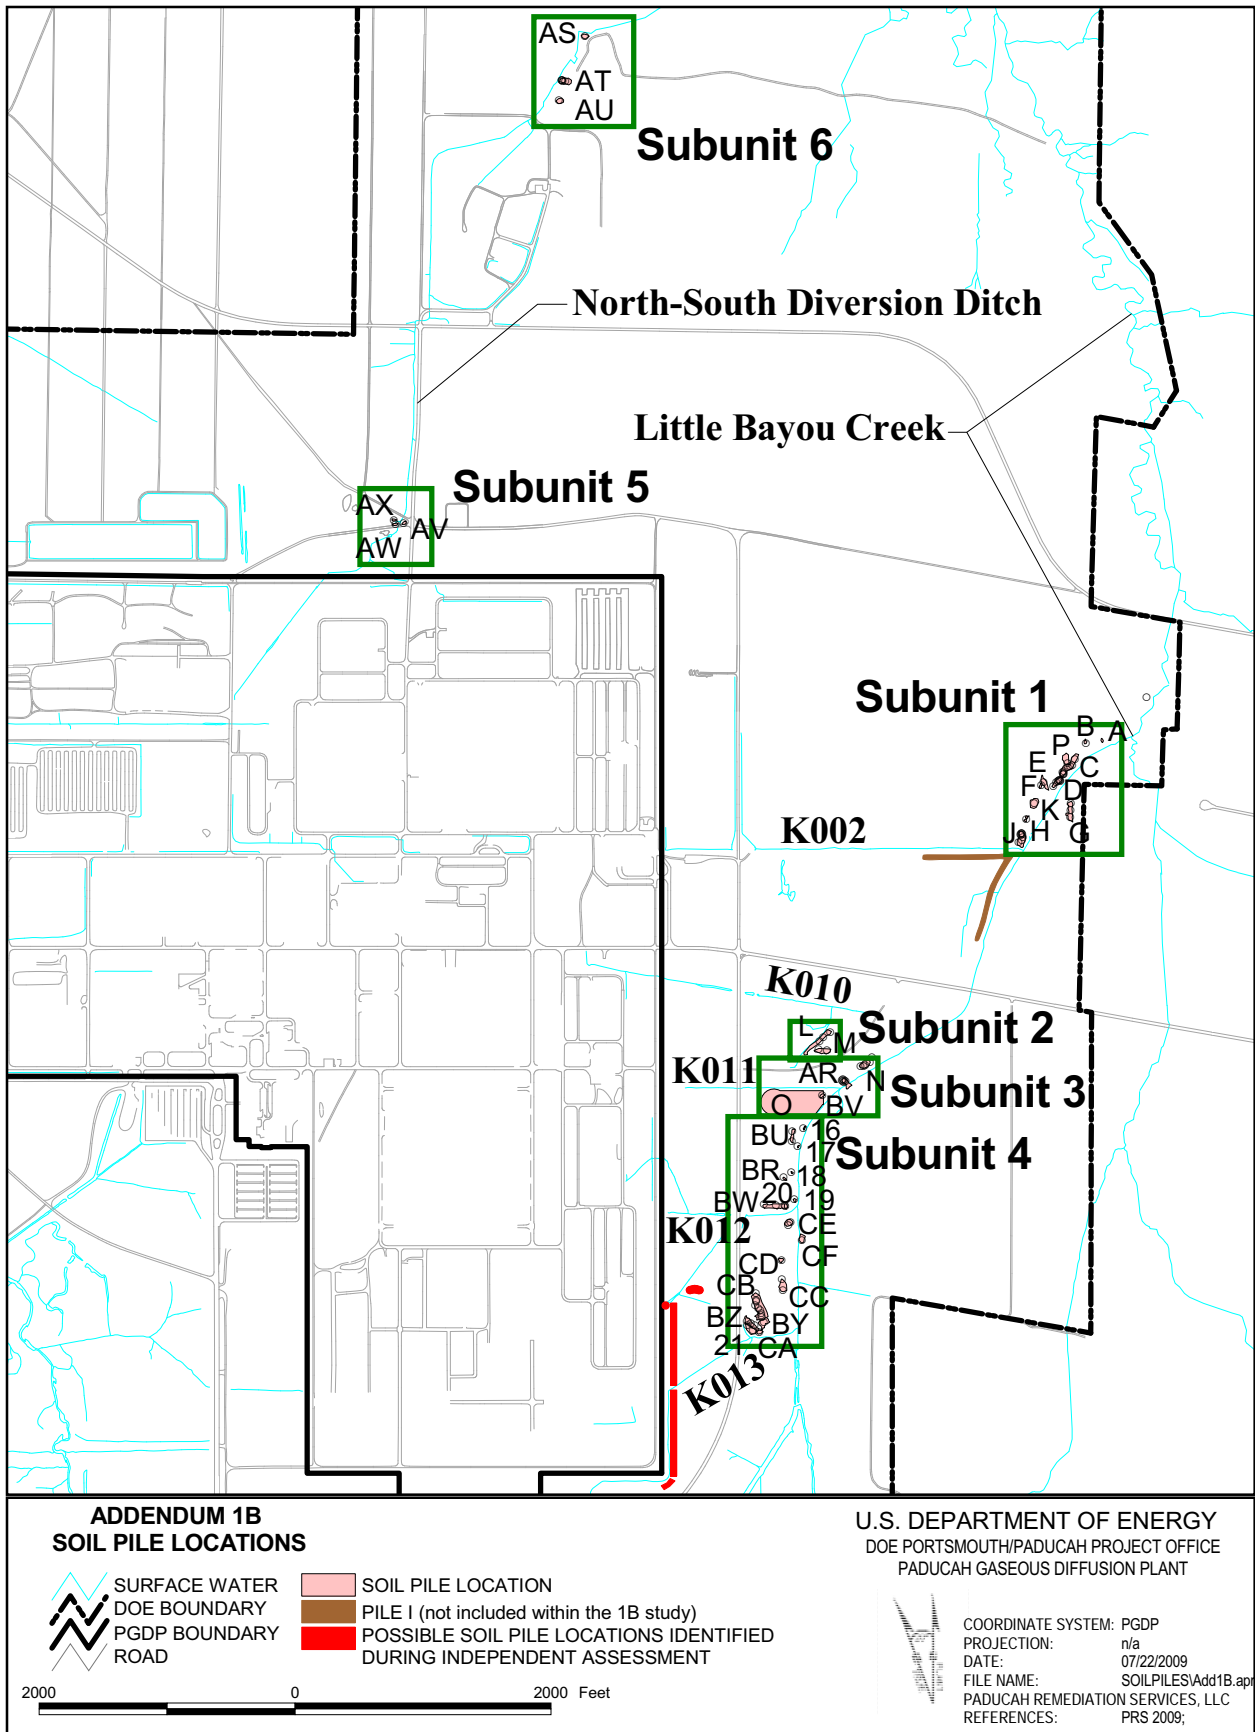 AS
AT
AU
Subunit 6
North-South Diversion Ditch
Little Bayou Creek
Subunit 5
AX
AV
AW
Subunit 1
B
A
P
E
C
F
D
K
J
H
G
K002
K010
L
M
Subunit 2
K011
AR
N
Subunit 3
O
BV
BU
16
17
Subunit 4
BR
18
20
BW
19
K012
CE
CF
CD
CB
CC
BZ
BY
21
CA
K013
ADDENDUM 1B
SOIL PILE LOCATIONS
SURFACE WATER
DOE BOUNDARY
PGDP BOUNDARY
ROAD
SOIL PILE LOCATION
PILE I (not included within the 1B study)
POSSIBLE SOIL PILE LOCATIONS IDENTIFIED
DURING INDEPENDENT ASSESSMENT
2000 0 2000 Feet
U.S. DEPARTMENT OF ENERGY
DOE PORTSMOUTH/PADUCAH PROJECT OFFICE
PADUCAH GASEOUS DIFFUSION PLANT
COORDINATE SYSTEM: PGDP
PROJECTION: n/a
DATE: 07/22/2009
FILE NAME: SOILPILES\Add1B.apr
PADUCAH REMEDIATION SERVICES, LLC
REFERENCES: PRS 2009;